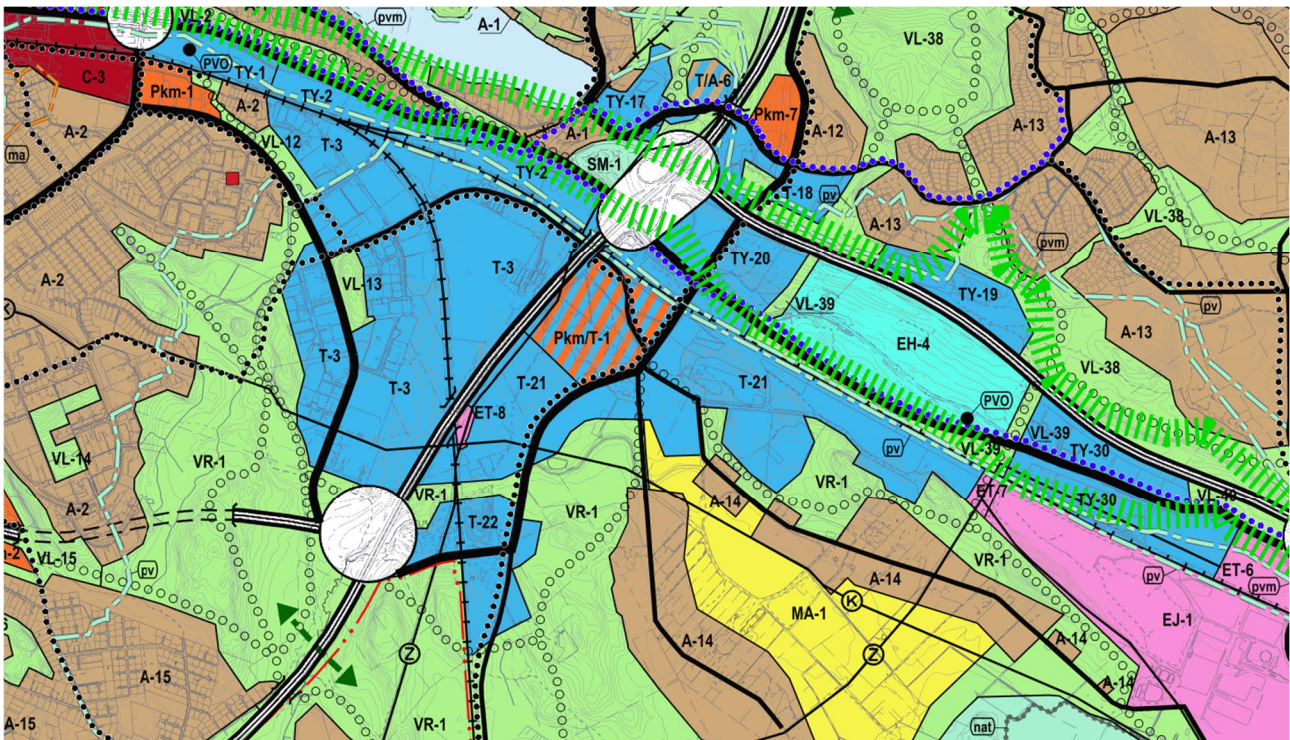 VL-2
pvm
A-1
VL-38
C-3
PVO
TY-1
T/A-6
Pkm-1
TY-2
TY-17
Pkm-7
A-2
A-2
A-12
A-13
A-13
VL-12
T-3
A-1
ma
SM-1
TY-2
T-18
pv
A-13
VL-38
pvm
A-2
T-3
VL-13
TY-20
TY-19
pv
K
VL-39
A-13
Pkm/T-1
EH-4
T-3
T-3
T-21
T-21
VL-38
ET-8
PVO
VL-39
VL-14
VR-1
pv
VL-39
TY-30
VR-1
A-14
VR-1
ET-7
TY-30
VL-40
A-2
T-22
VR-1
VL-15
pv
VR-1
ET-6
pv
pvm
A-14
K
MA-1
EJ-1
A-14
A-14
Z
Z
A-15
A-14
A-15
VR-1
nat